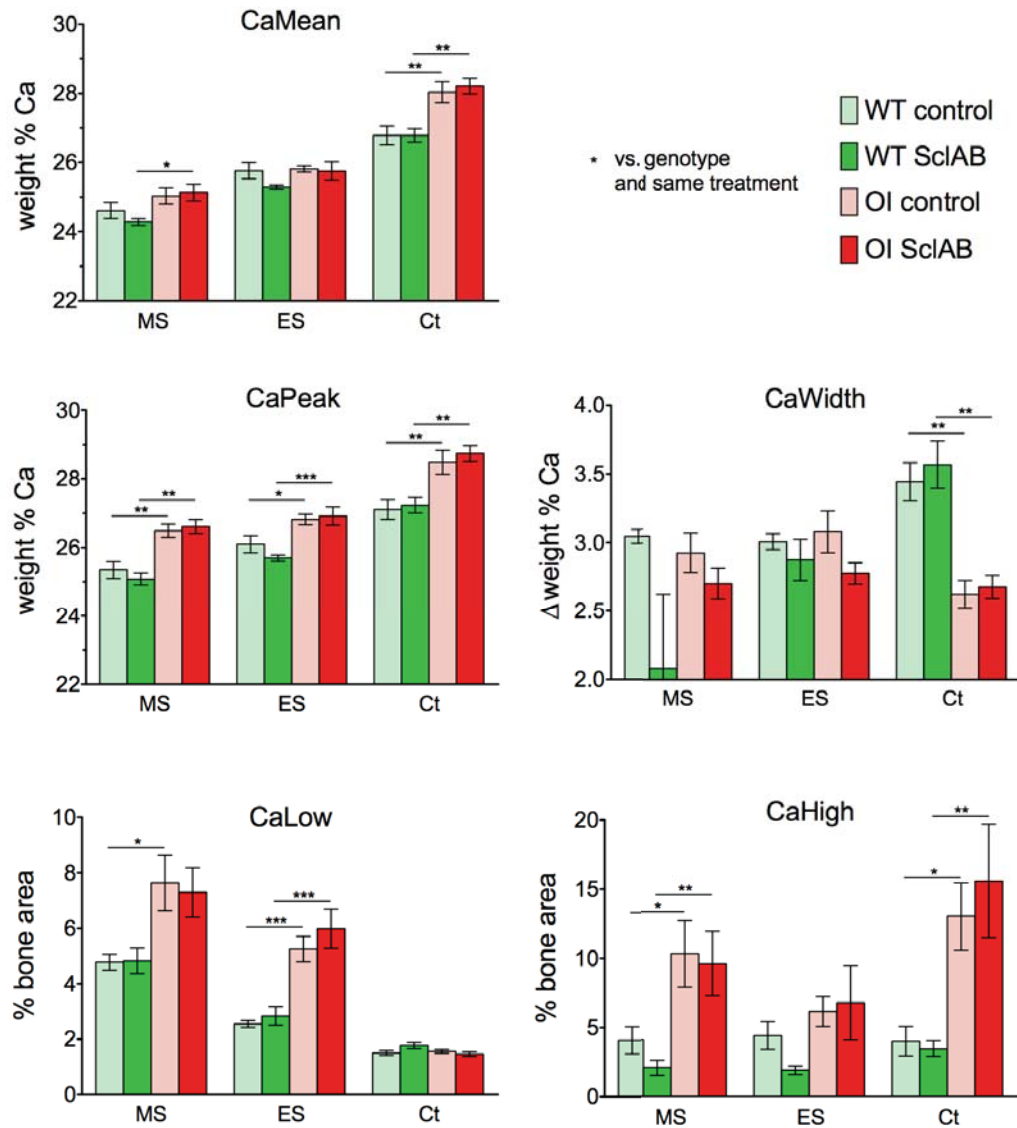 CaMean
30
28
26
24
22
weight % Ca
*
**
**
MS
ES
Ct
* vs. genotype
and same treatment
WT control
WT SclAB
OI control
OI SclAB
CaPeak
30
28
26
24
22
weight % Ca
**
**
*
***
**
**
MS
ES
Ct
CaWidth
4.0
3.5
3.0
2.5
2.0
Δ weight % Ca
**
**
MS
ES
Ct
CaLow
10
8
6
4
2
0
% bone area
*
***
***
MS
ES
Ct
CaHigh
20
15
10
5
0
% bone area
*
**
*
**
MS
ES
Ct